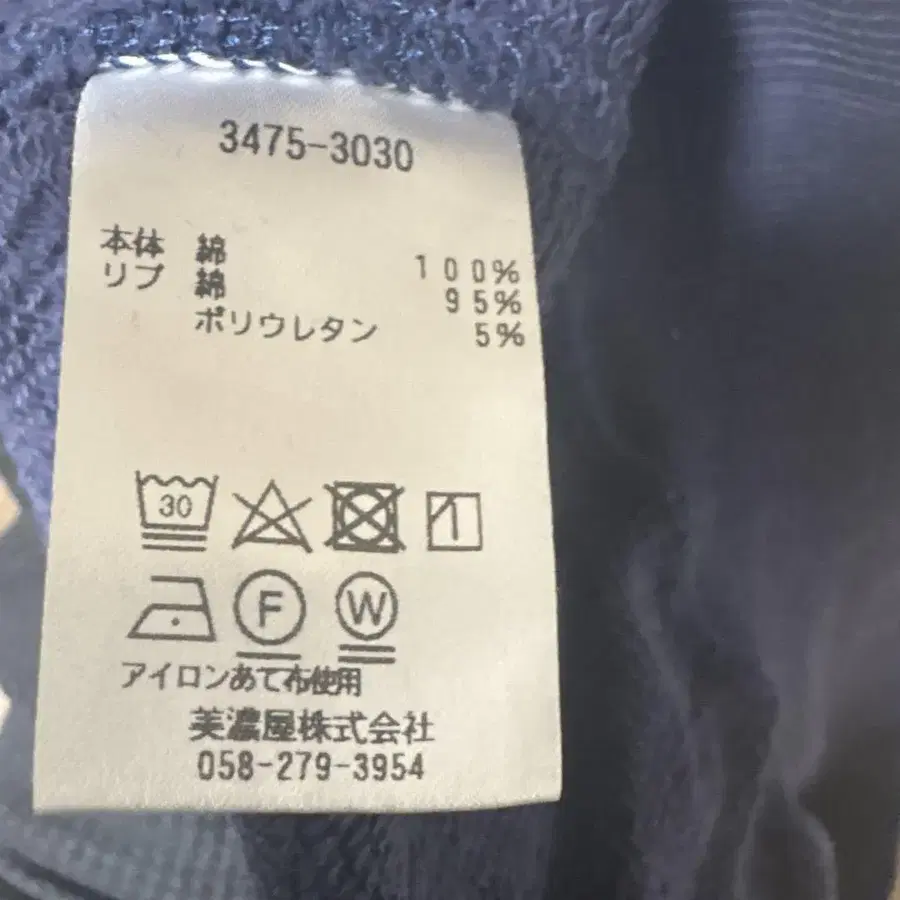 3475-3030
本体 綿 100%
リブ 綿 95%
ポリウレタン 5%
30
F W
アイロンあて布使用
美濃屋株式会社
058-279-3954